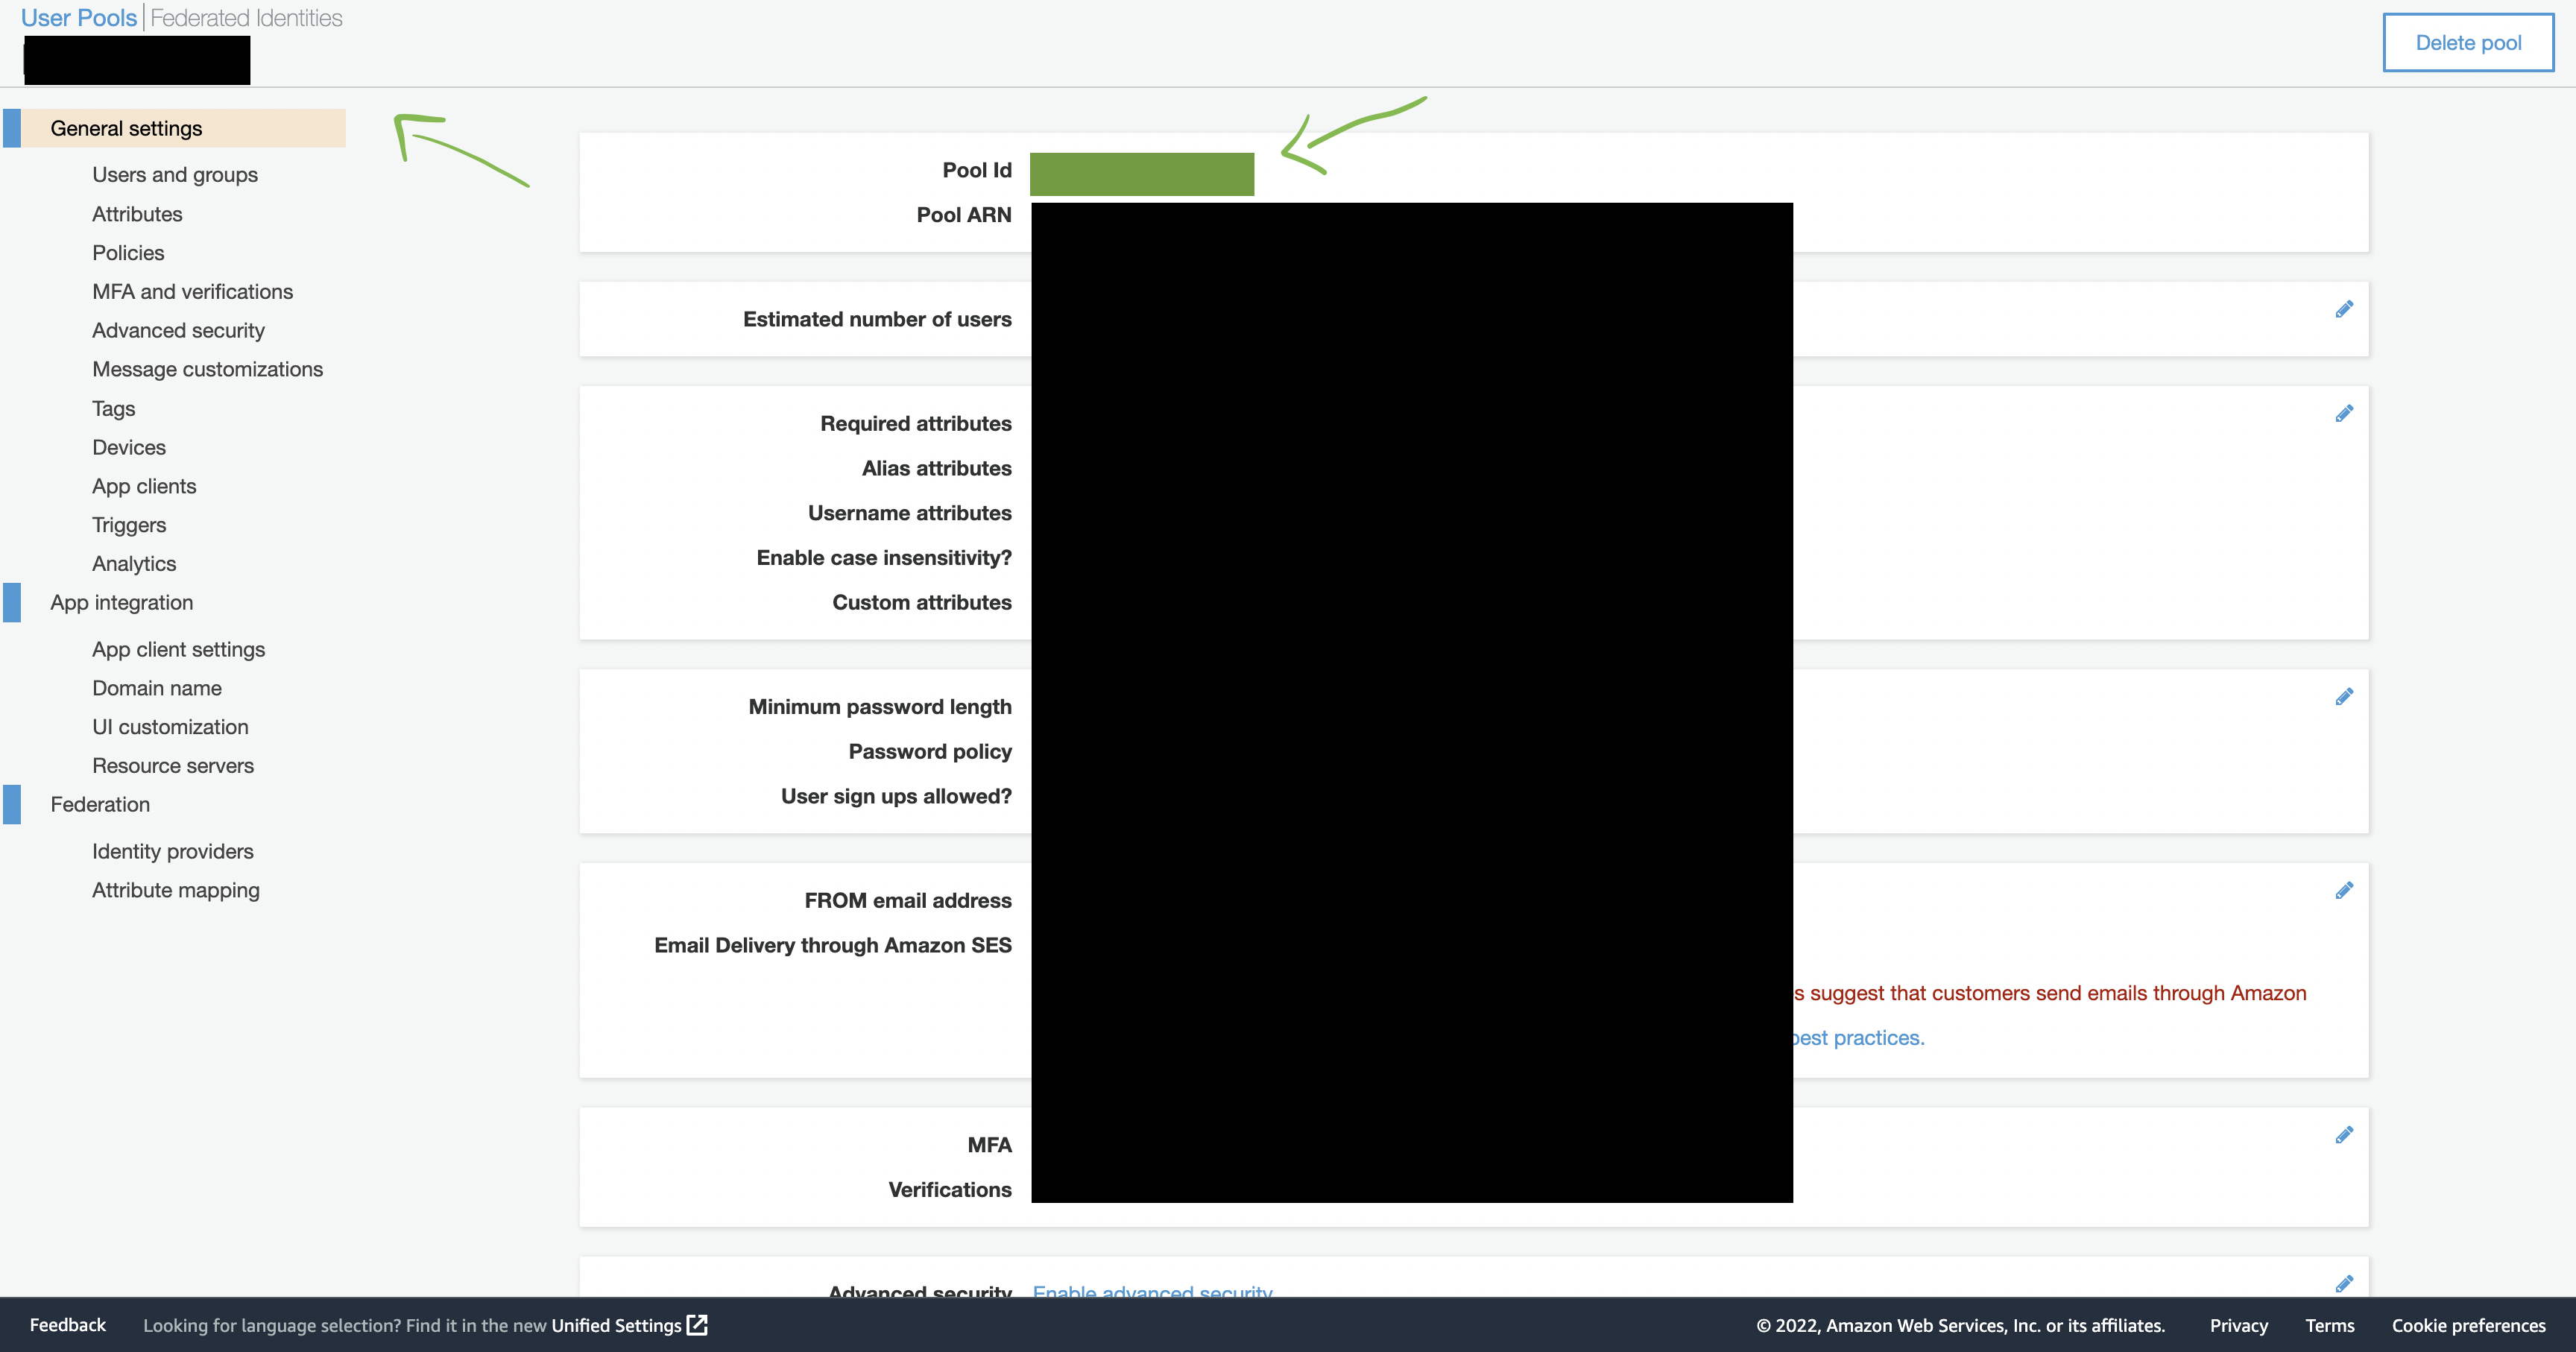 User Pools Federated Identities
Delete pool
General settings
Users and groups
Attributes
Policies
MFA and verifications
Advanced security
Message customizations
Tags
Devices
App clients
Triggers
Analytics
App integration
App client settings
Domain name
UI customization
Resource servers
Federation
Identity providers
Attribute mapping
Pool Id
Pool ARN
Estimated number of users
Required attributes
Alias attributes
Username attributes
Enable case insensitivity?
Custom attributes
Minimum password length
Password policy
User sign ups allowed?
FROM email address
Email Delivery through Amazon SES
s suggest that customers send emails through Amazon
best practices.
MFA
Verifications
Advanced security Enable advanced security
Feedback Looking for language selection? Find it in the new Unified Settings
© 2022, Amazon Web Services, Inc. or its affiliates. Privacy Terms Cookie preferences